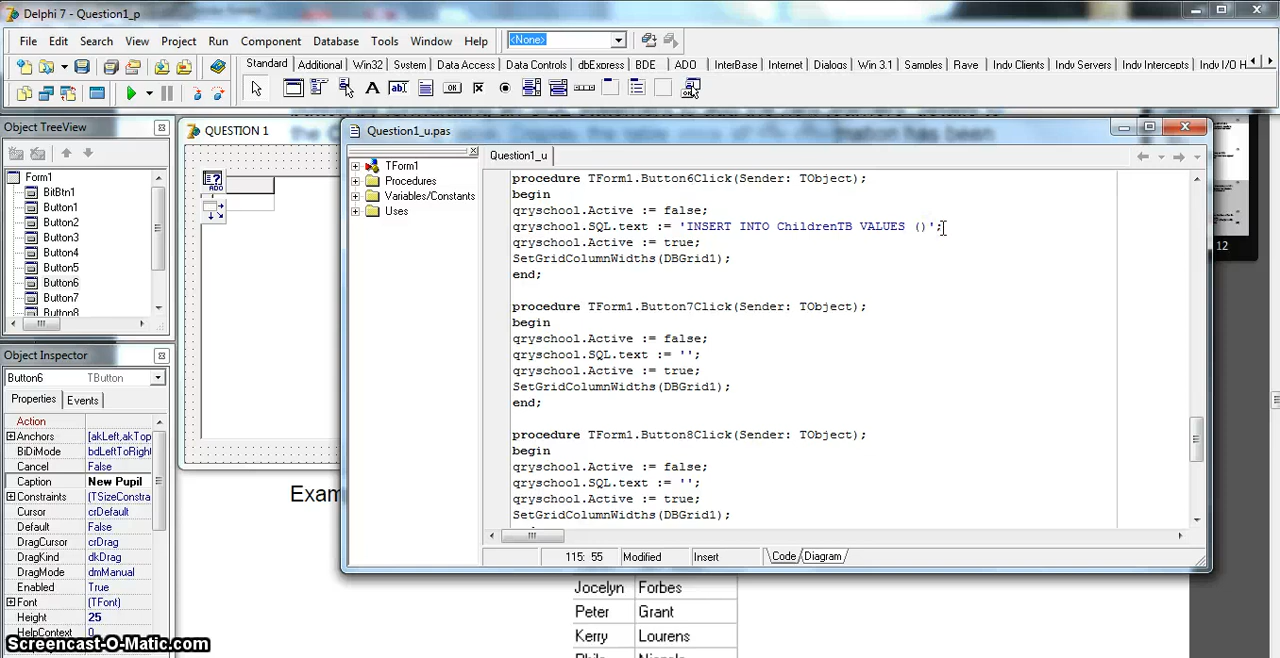 Delphi 7 - Question1_p
File Edit Search View Project Run Component Database Tools Window Help <None>
Standard Additional Win32 System Data Access Data Controls dbExpress BDE ADO InterBase Internet Dialogs Win 3.1 Samples Rave Indy Clients Indy Servers Indy Intercepts Indy I/O H
Object TreeView
Form1
BitBtn1
Button1
Button2
Button3
Button4
Button5
Button6
Button7
Button8
Object Inspector
Button6 TButton
Properties Events
Action
Anchors [akLeft,akTop
BiDiMode bdLeftToRight
Cancel False
Caption New Pupil
Constraints (TSizeConstra
Cursor crDefault
Default False
DragCursor crDrag
DragKind dkDrag
DragMode dmManual
Enabled True
Font (TFont)
Height 25
HelpContext 0
QUESTION 1
ADO
Question1_u.pas
TForm1
Procedures
Variables/Constants
Uses
Question1_u
procedure TForm1.Button6Click(Sender: TObject);
begin
qryschool.Active := false;
qryschool.SQL.text := 'INSERT INTO ChildrenTB VALUES ()';
qryschool.Active := true;
SetGridColumnWidths(DBGrid1);
end;
procedure TForm1.Button7Click(Sender: TObject);
begin
qryschool.Active := false;
qryschool.SQL.text := '';
qryschool.Active := true;
SetGridColumnWidths(DBGrid1);
end;
procedure TForm1.Button8Click(Sender: TObject);
begin
qryschool.Active := false;
qryschool.SQL.text := '';
qryschool.Active := true;
SetGridColumnWidths(DBGrid1);
115: 55 Modified Insert Code Diagram
12
Exam
Jocelyn Forbes
Peter Grant
Kerry Lourens
Screencast-O-Matic.com